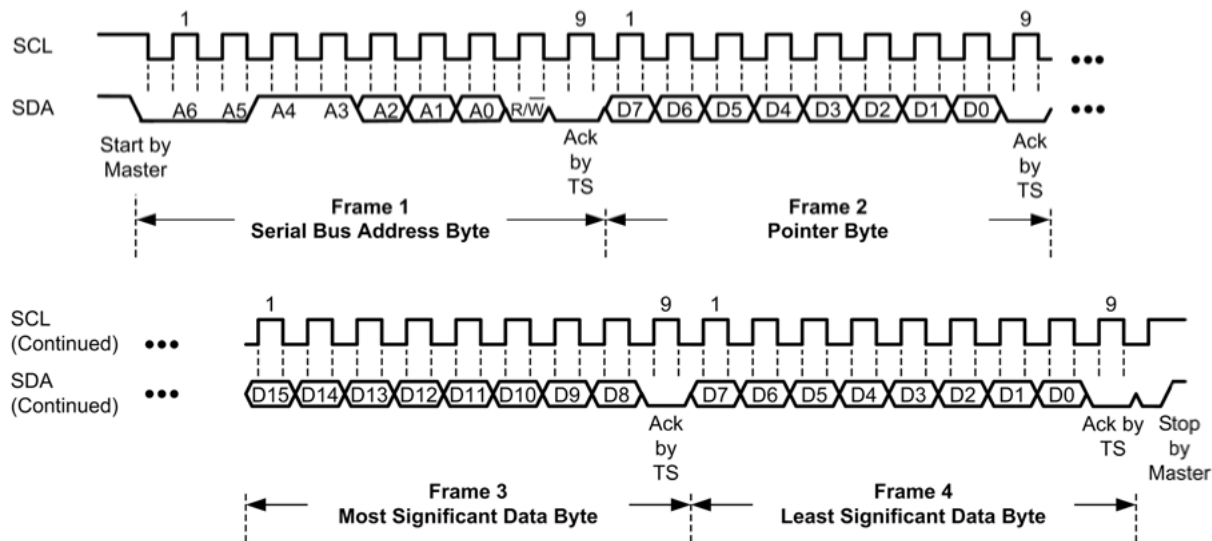 1 9 1 9
SCL
SDA A6 A5 A4 A3 A2 A1 A0 R/W D7 D6 D5 D4 D3 D2 D1 D0
Start by
Master
Ack
by
TS
Ack
by
TS
Frame 1
Serial Bus Address Byte
Frame 2
Pointer Byte
1 9 1 9
SCL
(Continued)
SDA
(Continued)
D15 D14 D13 D12 D11 D10 D9 D8 D7 D6 D5 D4 D3 D2 D1 D0
Ack
by
TS
Ack by
TS
Stop
by
Master
Frame 3
Most Significant Data Byte
Frame 4
Least Significant Data Byte